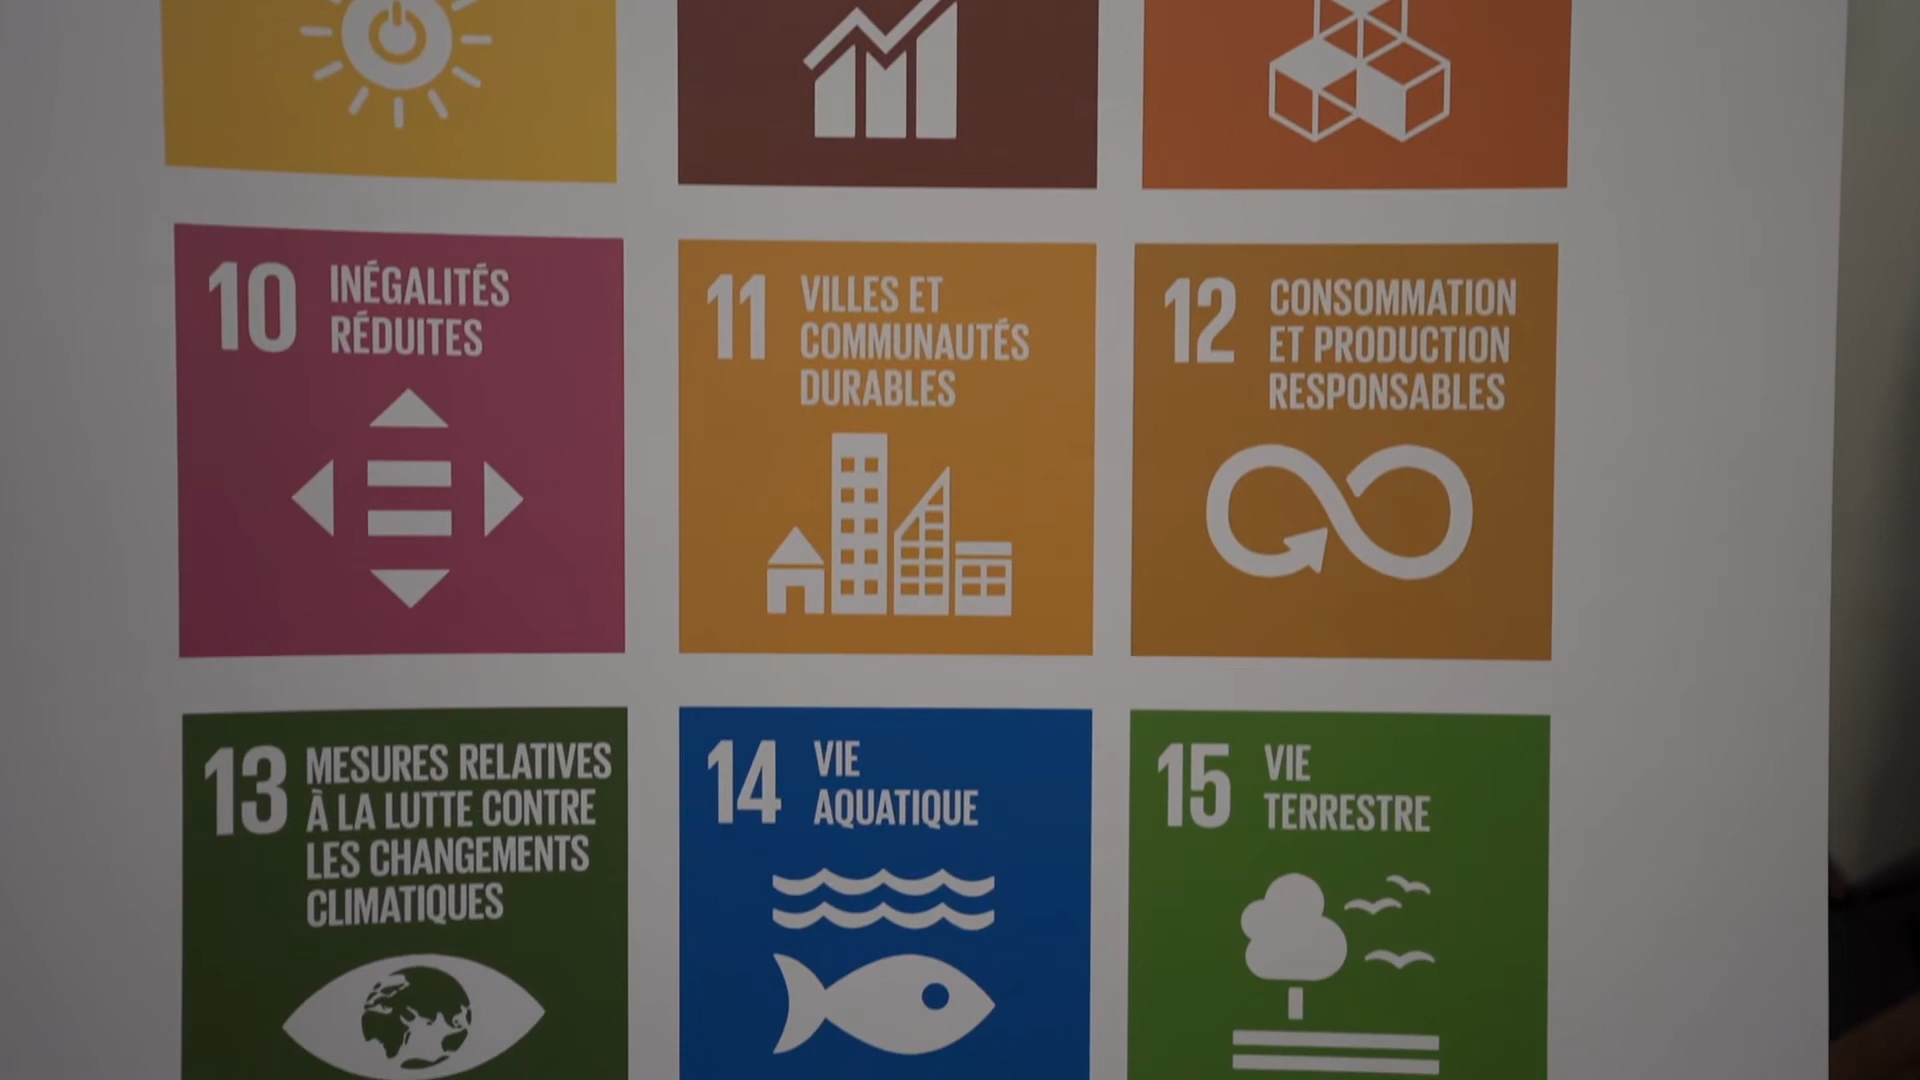 10
INÉGALITÉS
RÉDUITES
11
VILLES ET
COMMUNAUTÉS
DURABLES
12
CONSOMMATION
ET PRODUCTION
RESPONSABLES
13
MESURES RELATIVES
À LA LUTTE CONTRE
LES CHANGEMENTS
CLIMATIQUES
14
VIE
AQUATIQUE
15
VIE
TERRESTRE